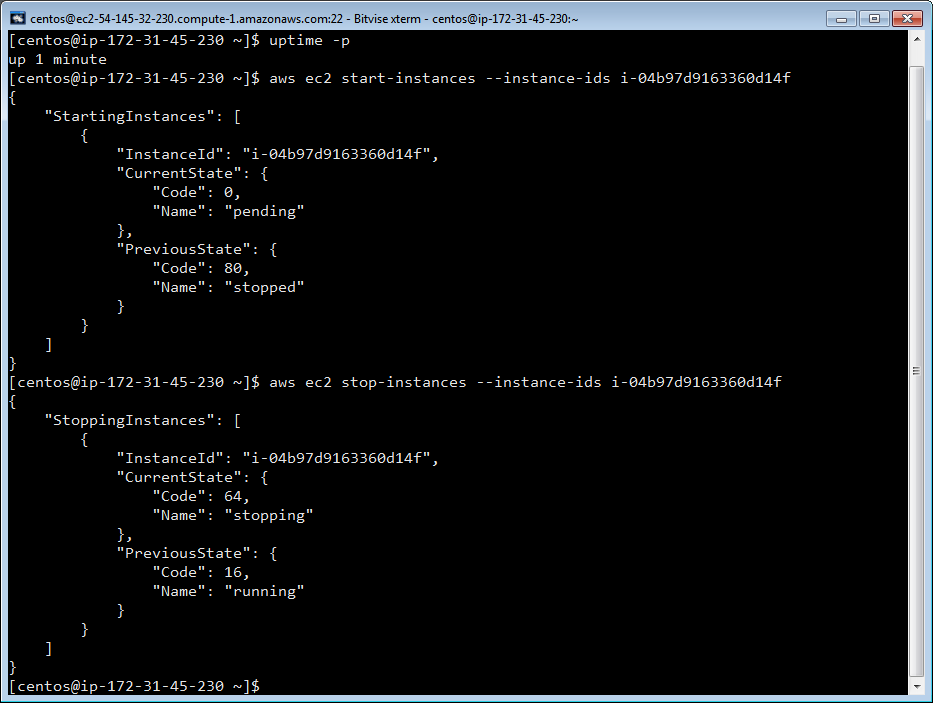 centos@ec2-54-145-32-230.compute-1.amazonaws.com:22 - Bitvise xterm - centos@ip-172-31-45-230:~
[centos@ip-172-31-45-230 ~]$ uptime -p
up 1 minute
[centos@ip-172-31-45-230 ~]$ aws ec2 start-instances --instance-ids i-04b97d9163360d14f
{
    "StartingInstances": [
        {
            "InstanceId": "i-04b97d9163360d14f",
            "CurrentState": {
                "Code": 0,
                "Name": "pending"
            },
            "PreviousState": {
                "Code": 80,
                "Name": "stopped"
            }
        }
    ]
}
[centos@ip-172-31-45-230 ~]$ aws ec2 stop-instances --instance-ids i-04b97d9163360d14f
{
    "StoppingInstances": [
        {
            "InstanceId": "i-04b97d9163360d14f",
            "CurrentState": {
                "Code": 64,
                "Name": "stopping"
            },
            "PreviousState": {
                "Code": 16,
                "Name": "running"
            }
        }
    ]
}
[centos@ip-172-31-45-230 ~]$